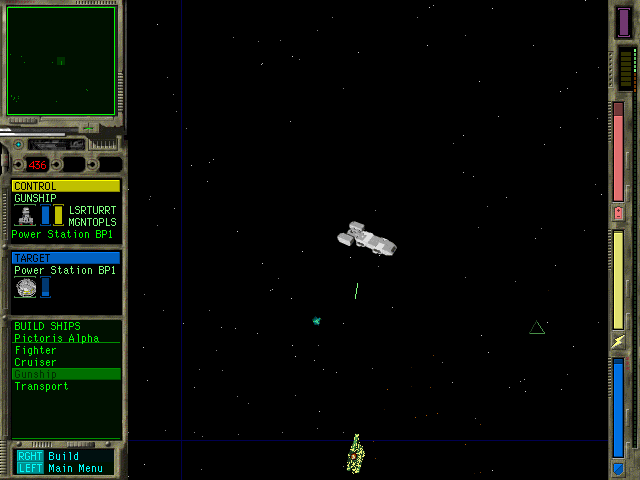 436
CONTROL
GUNSHIP
LSRTURRT
MGNTOPLS
Power Station BP1
TARGET
Power Station BP1
BUILD SHIPS
Pictoris Alpha
Fighter
Cruiser
Gunship
Transport
RGHT Build
LEFT Main Menu